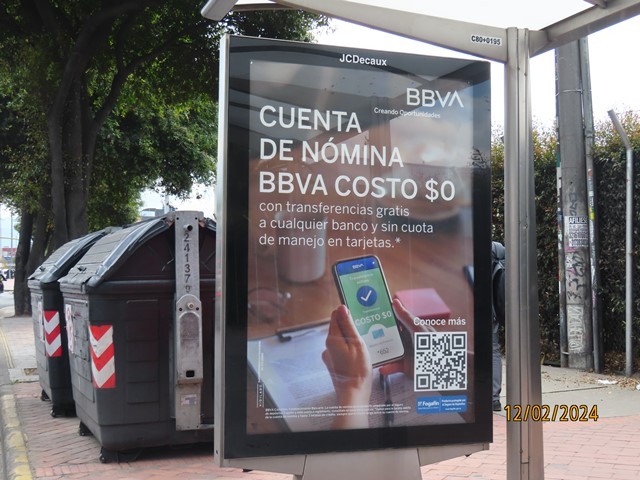 C80+0195
JCDecaux
BBVA
Creando Oportunidades
CUENTA
DE NÓMINA
BBVA COSTO $0
con transferencias gratis
a cualquier banco y sin cuota
de manejo en tarjetas.*
COSTO $0
Conoce más
Fogafín
241379
12/02/2024